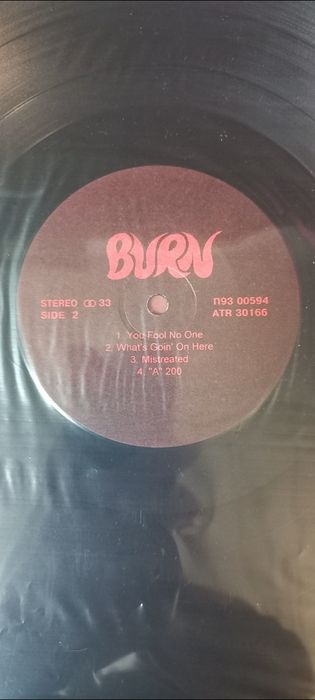 BURN
STEREO ꝏ 33 П93 00594
SIDE 2 ATR 30166
1. You Fool No One
2. What's Goin' On Here
3. Mistreated
4. "A" 200